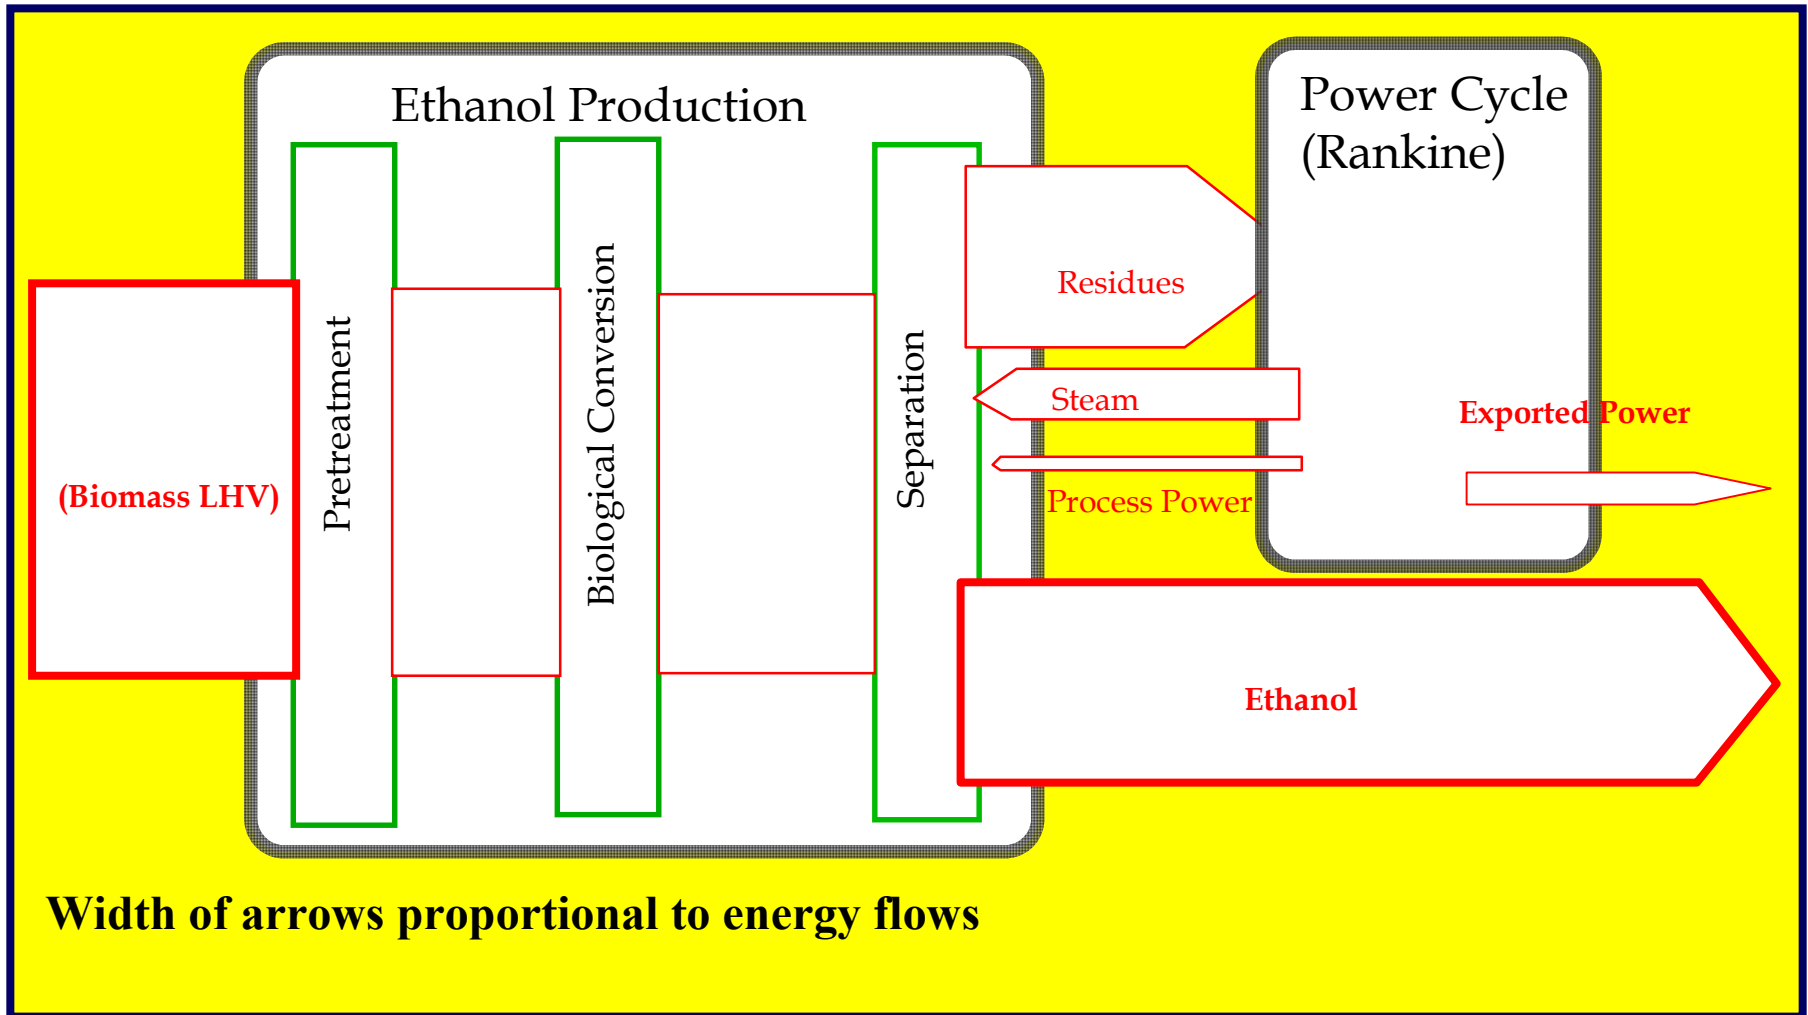 Ethanol Production
Power Cycle
(Rankine)
(Biomass LHV)
Pretreatment
Biological Conversion
Separation
Residues
Steam
Process Power
Exported Power
Ethanol
Width of arrows proportional to energy flows